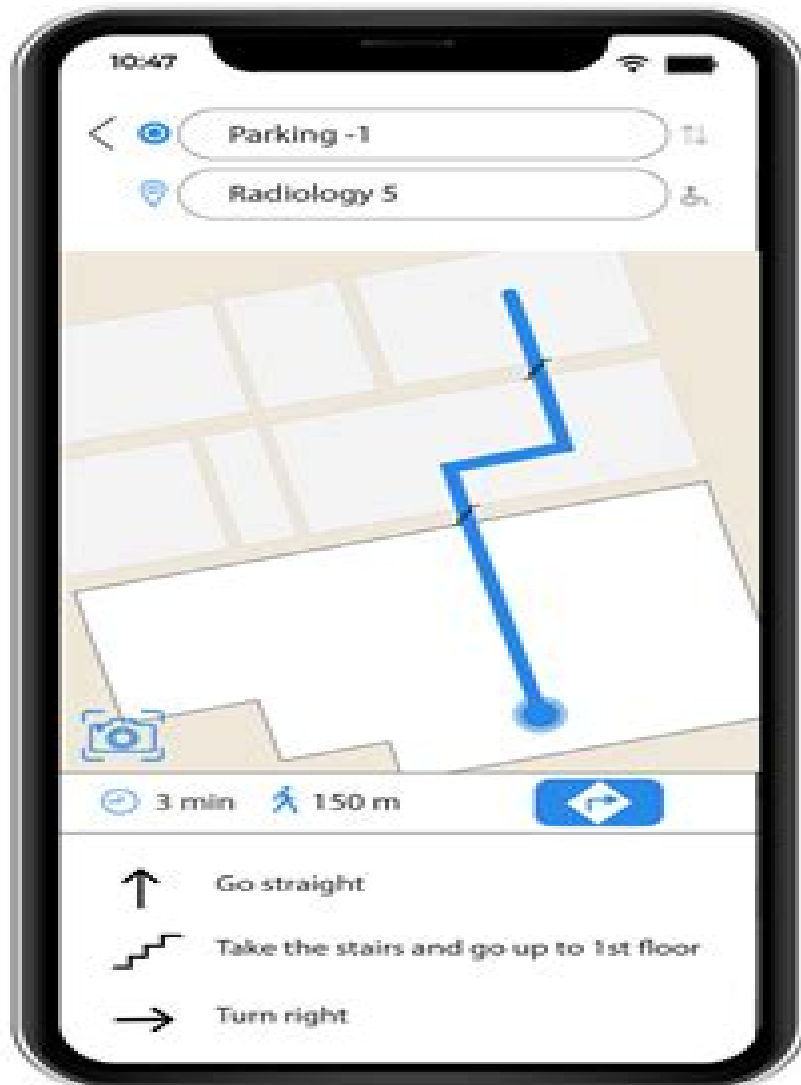 10:47
Parking -1
Radiology 5
3 min 150 m
Go straight
Take the stairs and go up to 1st floor
Turn right